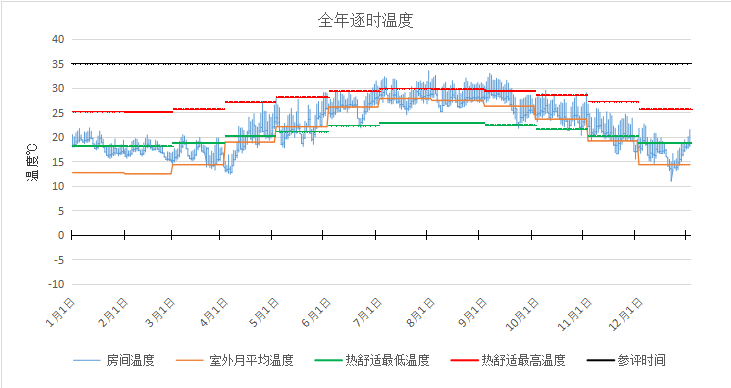 全年逐时温度
40
35
30
25
20
15
10
5
0
-5
-10
温度℃
1月1日
2月1日
3月1日
4月1日
5月1日
6月1日
7月1日
8月1日
9月1日
10月1日
11月1日
12月1日
房间温度
室外月平均温度
热舒适最低温度
热舒适最高温度
参评时间